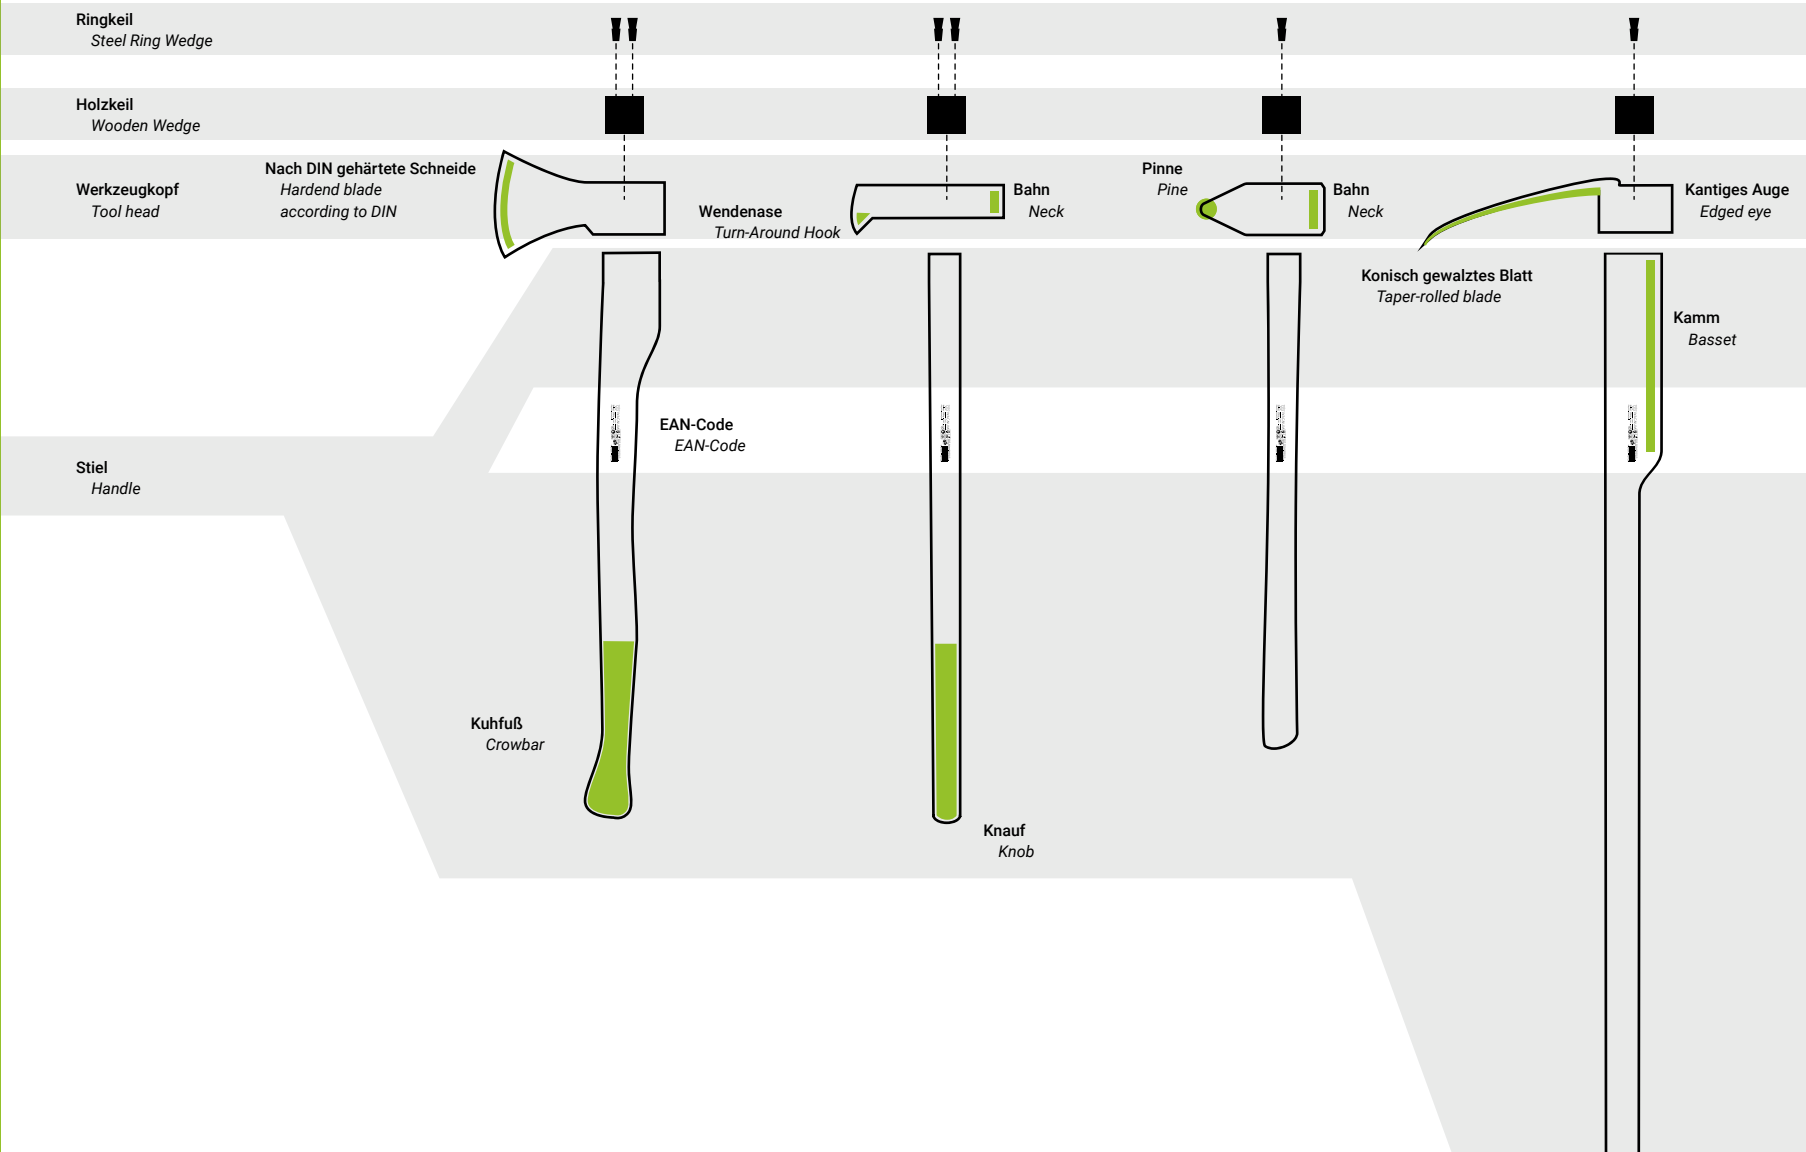 Ringkeil
Steel Ring Wedge
Holzkeil
Wooden Wedge
Werkzeugkopf
Tool head
Nach DIN gehärtete Schneide
Hardend blade
according to DIN
Wendenase
Turn-Around Hook
Bahn
Neck
Pinne
Pine
Bahn
Neck
Kantiges Auge
Edged eye
Konisch gewalztes Blatt
Taper-rolled blade
Kamm
Basset
EAN-Code
EAN-Code
Stiel
Handle
Kuhfuß
Crowbar
Knauf
Knob